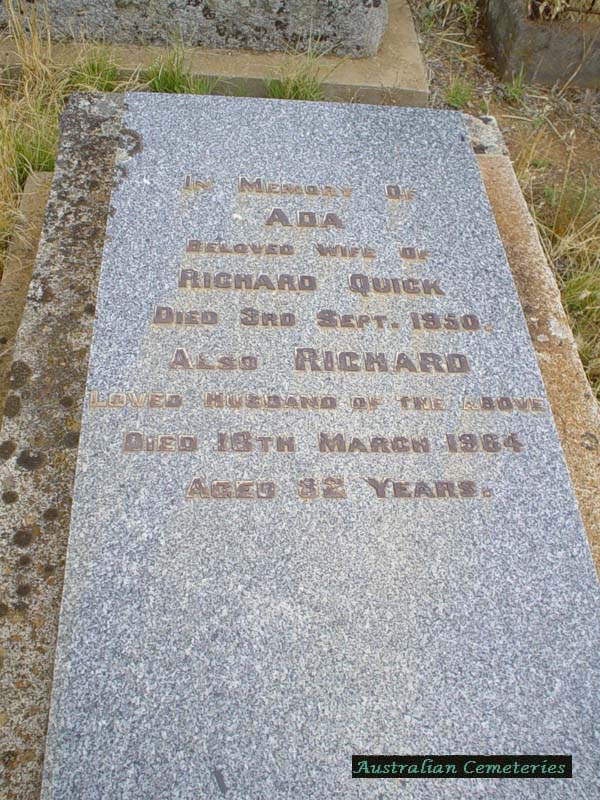 In Memory Of
Ada
Beloved Wife Of
Richard Quick
Died 3rd Sept. 1950.
Also Richard
Loved Husband of the above
Died 16th March 1964
Aged 82 Years.
Australian Cemeteries